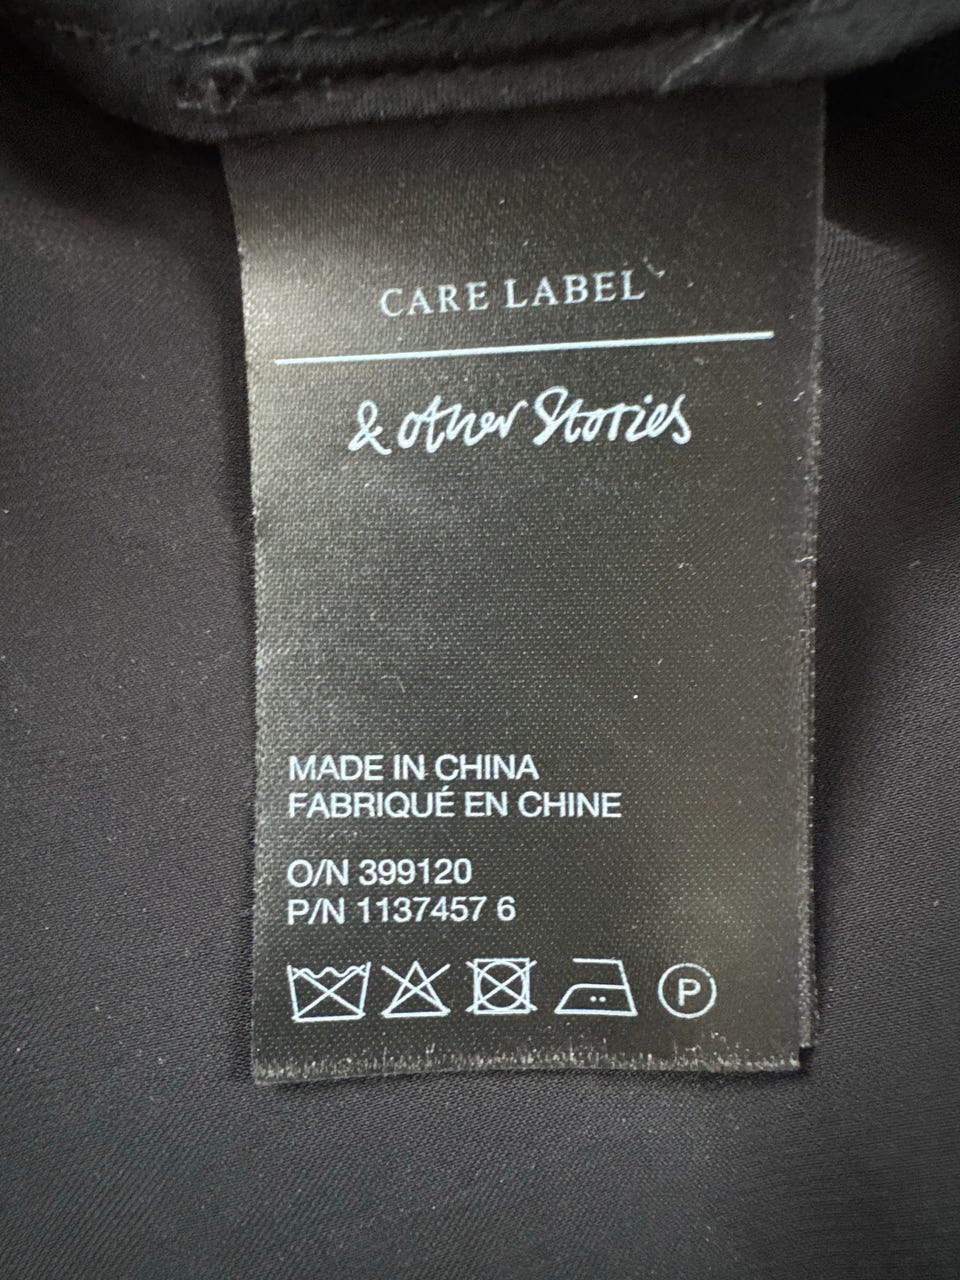 CARE LABEL
& other Stories
MADE IN CHINA
FABRIQUÉ EN CHINE
O/N 399120
P/N 1137457 6
P